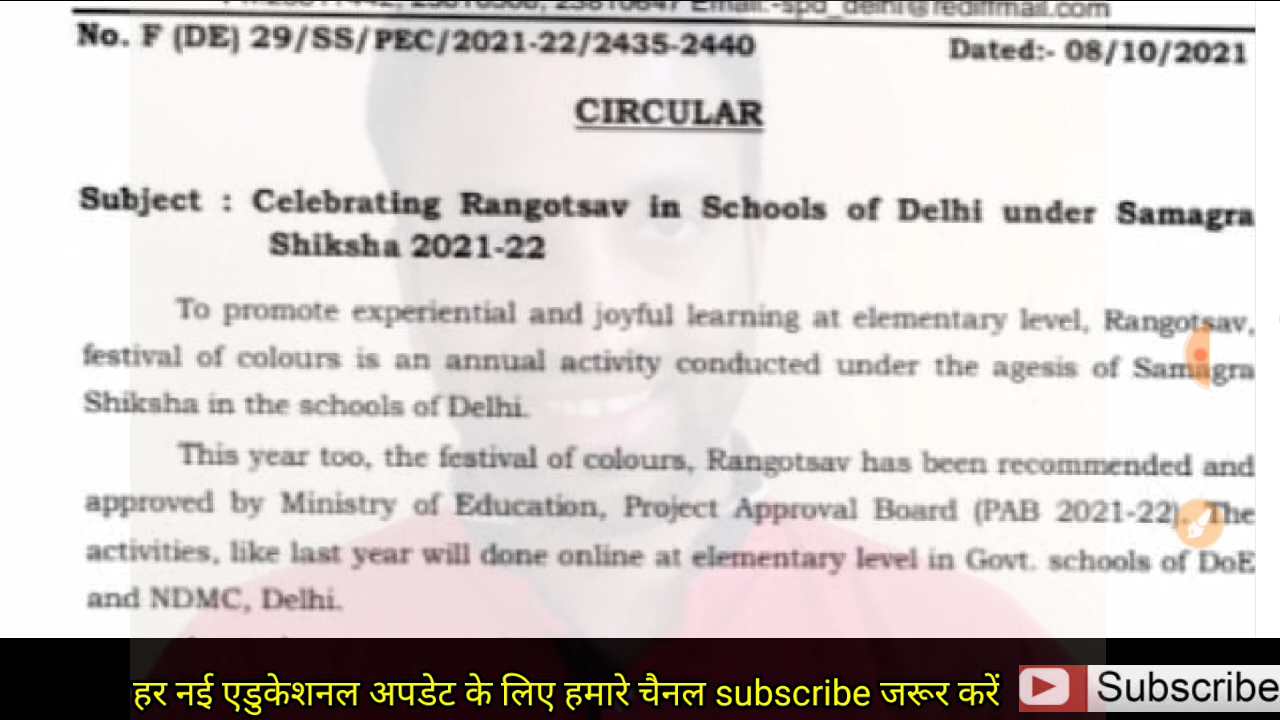 Email.-spd_delhi@rediffmail.com
No. F (DE) 29/SS/PEC/2021-22/2435-2440 Dated:- 08/10/2021
CIRCULAR
Subject : Celebrating Rangotsav in Schools of Delhi under Samagra
Shiksha 2021-22
To promote experiential and joyful learning at elementary level, Rangotsav,
festival of colours is an annual activity conducted under the agesis of Samagra
Shiksha in the schools of Delhi.
This year too, the festival of colours, Rangotsav has been recommended and
approved by Ministry of Education, Project Approval Board (PAB 2021-22). The
activities, like last year will done online at elementary level in Govt. schools of DoE
and NDMC, Delhi.
हर नई एडुकेशनल अपडेट के लिए हमारे चैनल subscribe जरूर करें Subscribe